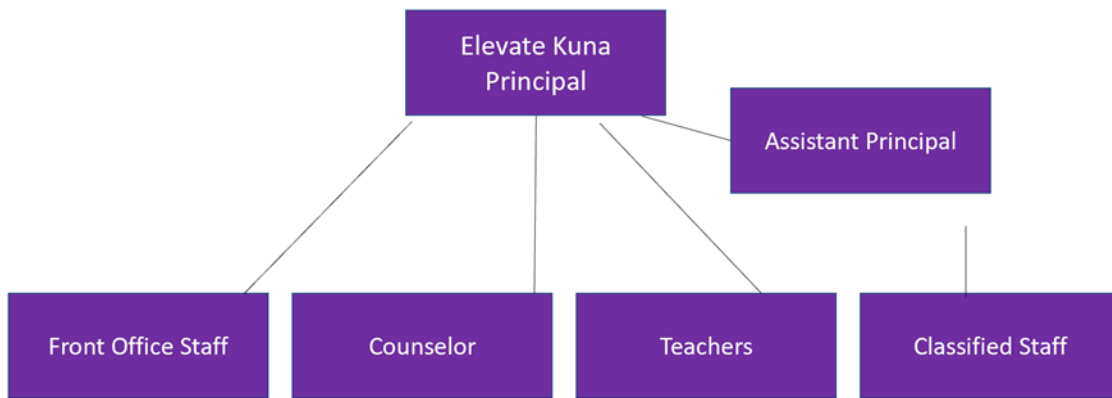 Elevate Kuna
Principal
Assistant Principal
Front Office Staff
Counselor
Teachers
Classified Staff